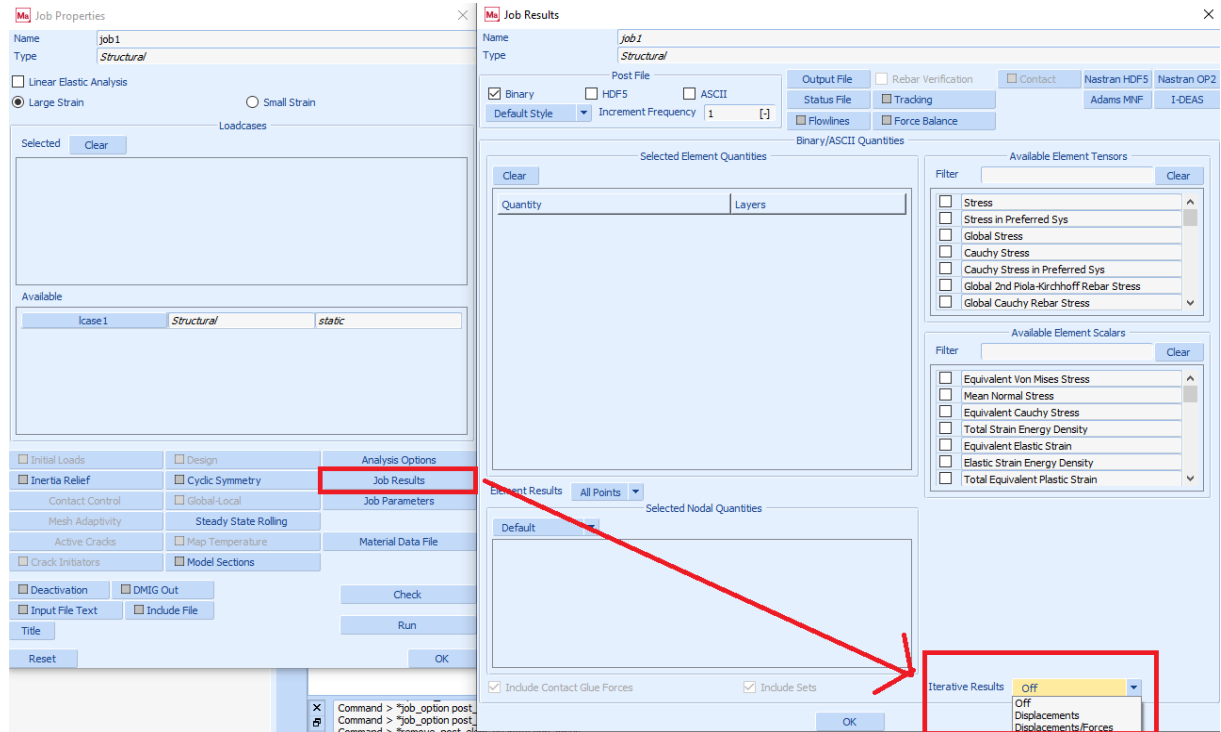 Ma Job Properties
Name job1
Type Structural
Linear Elastic Analysis
Large Strain Small Strain
Loadcases
Selected Clear
Available
lcase1 Structural static
Initial Loads Design Analysis Options
Inertia Relief Cyclic Symmetry Job Results
Contact Control Global-Local Job Parameters
Mesh Adaptivity Steady State Rolling
Active Cracks Map Temperature Material Data File
Crack Initiators Model Sections
Deactivation DMIG Out Check
Input File Text Include File
Title Run
Reset OK
Command > *job_option post_
Command > *job_option post_
Ma Job Results
Name job1
Type Structural
Post File
Binary HDF5 ASCII
Default Style Increment Frequency 1 [-]
Output File Rebar Verification Contact Nastran HDF5 Nastran OP2
Status File Tracking Adams MNF I-DEAS
Flowlines Force Balance
Binary/ASCII Quantities
Selected Element Quantities
Clear
Quantity Layers
Available Element Tensors
Filter Clear
Stress
Stress in Preferred Sys
Global Stress
Cauchy Stress
Cauchy Stress in Preferred Sys
Global 2nd Piola-Kirchhoff Rebar Stress
Global Cauchy Rebar Stress
Available Element Scalars
Filter Clear
Equivalent Von Mises Stress
Mean Normal Stress
Equivalent Cauchy Stress
Total Strain Energy Density
Equivalent Elastic Strain
Elastic Strain Energy Density
Total Equivalent Plastic Strain
Element Results All Points
Selected Nodal Quantities
Default
Include Contact Glue Forces Include Sets
Iterative Results Off
Off
Displacements
Displacements/Forces
OK